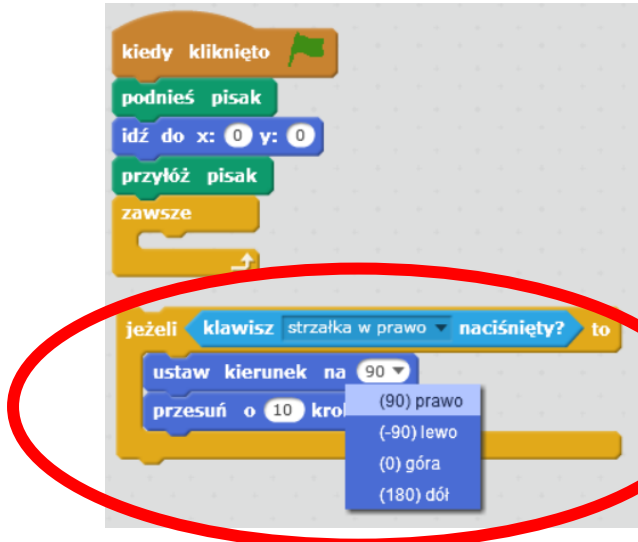 kiedy kliknięto
podnieś pisak
idź do x: 0 y: 0
przyłóż pisak
zawsze
jeżeli klawisz strzałka w prawo naciśnięty? to
ustaw kierunek na 90
przesuń o 10
(90) prawo
(-90) lewo
(0) góra
(180) dół